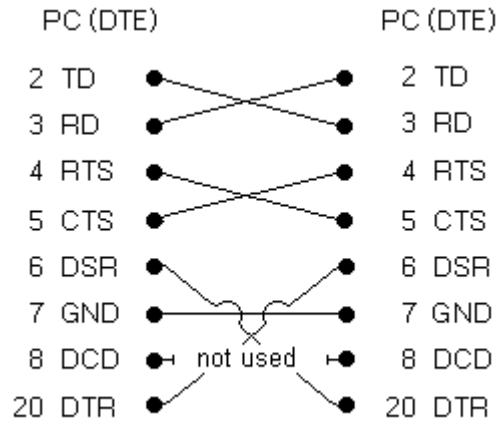 PC (DTE) PC (DTE)
2 TD 2 TD
3 RD 3 RD
4 RTS 4 RTS
5 CTS 5 CTS
6 DSR 6 DSR
7 GND 7 GND
8 DCD not used 8 DCD
20 DTR 20 DTR